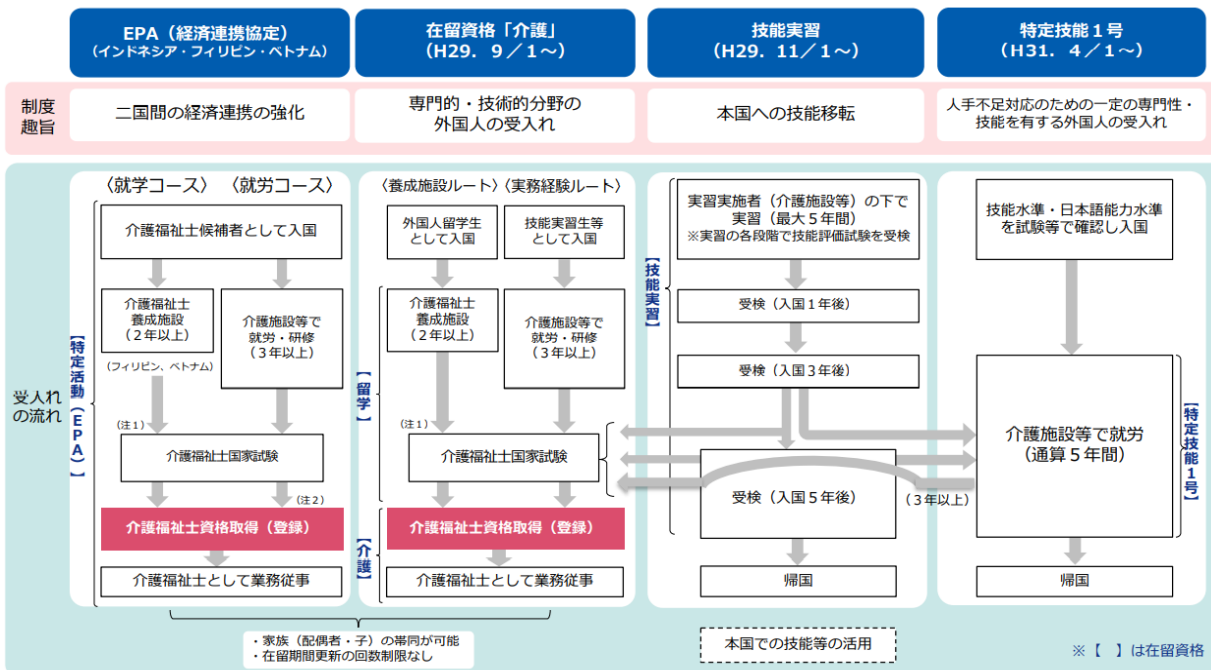 EPA(経済連携協定)
(インドネシア・フィリピン・ベトナム)
在留資格「介護」
(H29.9/1~)
技能実習
(H29.11/1~)
特定技能1号
(H31.4/1~)
制度
趣旨
二国間の経済連携の強化
専門的・技術的分野の
外国人の受入れ
本国への技能移転
人手不足対応のための一定の専門性・
技能を有する外国人の受入れ
受入れ
の流れ
【特定活動(EPA)】
〈就学コース〉
〈就労コース〉
介護福祉士候補者として入国
介護福祉士
養成施設
(2年以上)
(フィリピン、ベトナム)
介護施設等で
就労・研修
(3年以上)
(注1)
介護福祉士国家試験
(注2)
介護福祉士資格取得(登録)
介護福祉士として業務従事
〈養成施設ルート〉
〈実務経験ルート〉
外国人留学生
として入国
技能実習生等
として入国
【留学】
介護福祉士
養成施設
(2年以上)
介護施設等で
就労・研修
(3年以上)
(注1)
介護福祉士国家試験
【介護】
介護福祉士資格取得(登録)
介護福祉士として業務従事
・家族(配偶者・子)の帯同が可能
・在留期間更新の回数制限なし
【技能実習】
実習実施者(介護施設等)の下で
実習(最大5年間)
※実習の各段階で技能評価試験を受検
受検(入国1年後)
受検(入国3年後)
受検(入国5年後)
帰国
本国での技能等の活用
技能水準・日本語能力水準
を試験等で確認し入国
介護施設等で就労
(通算5年間)
【特定技能1号】
(3年以上)
帰国
※【 】は在留資格